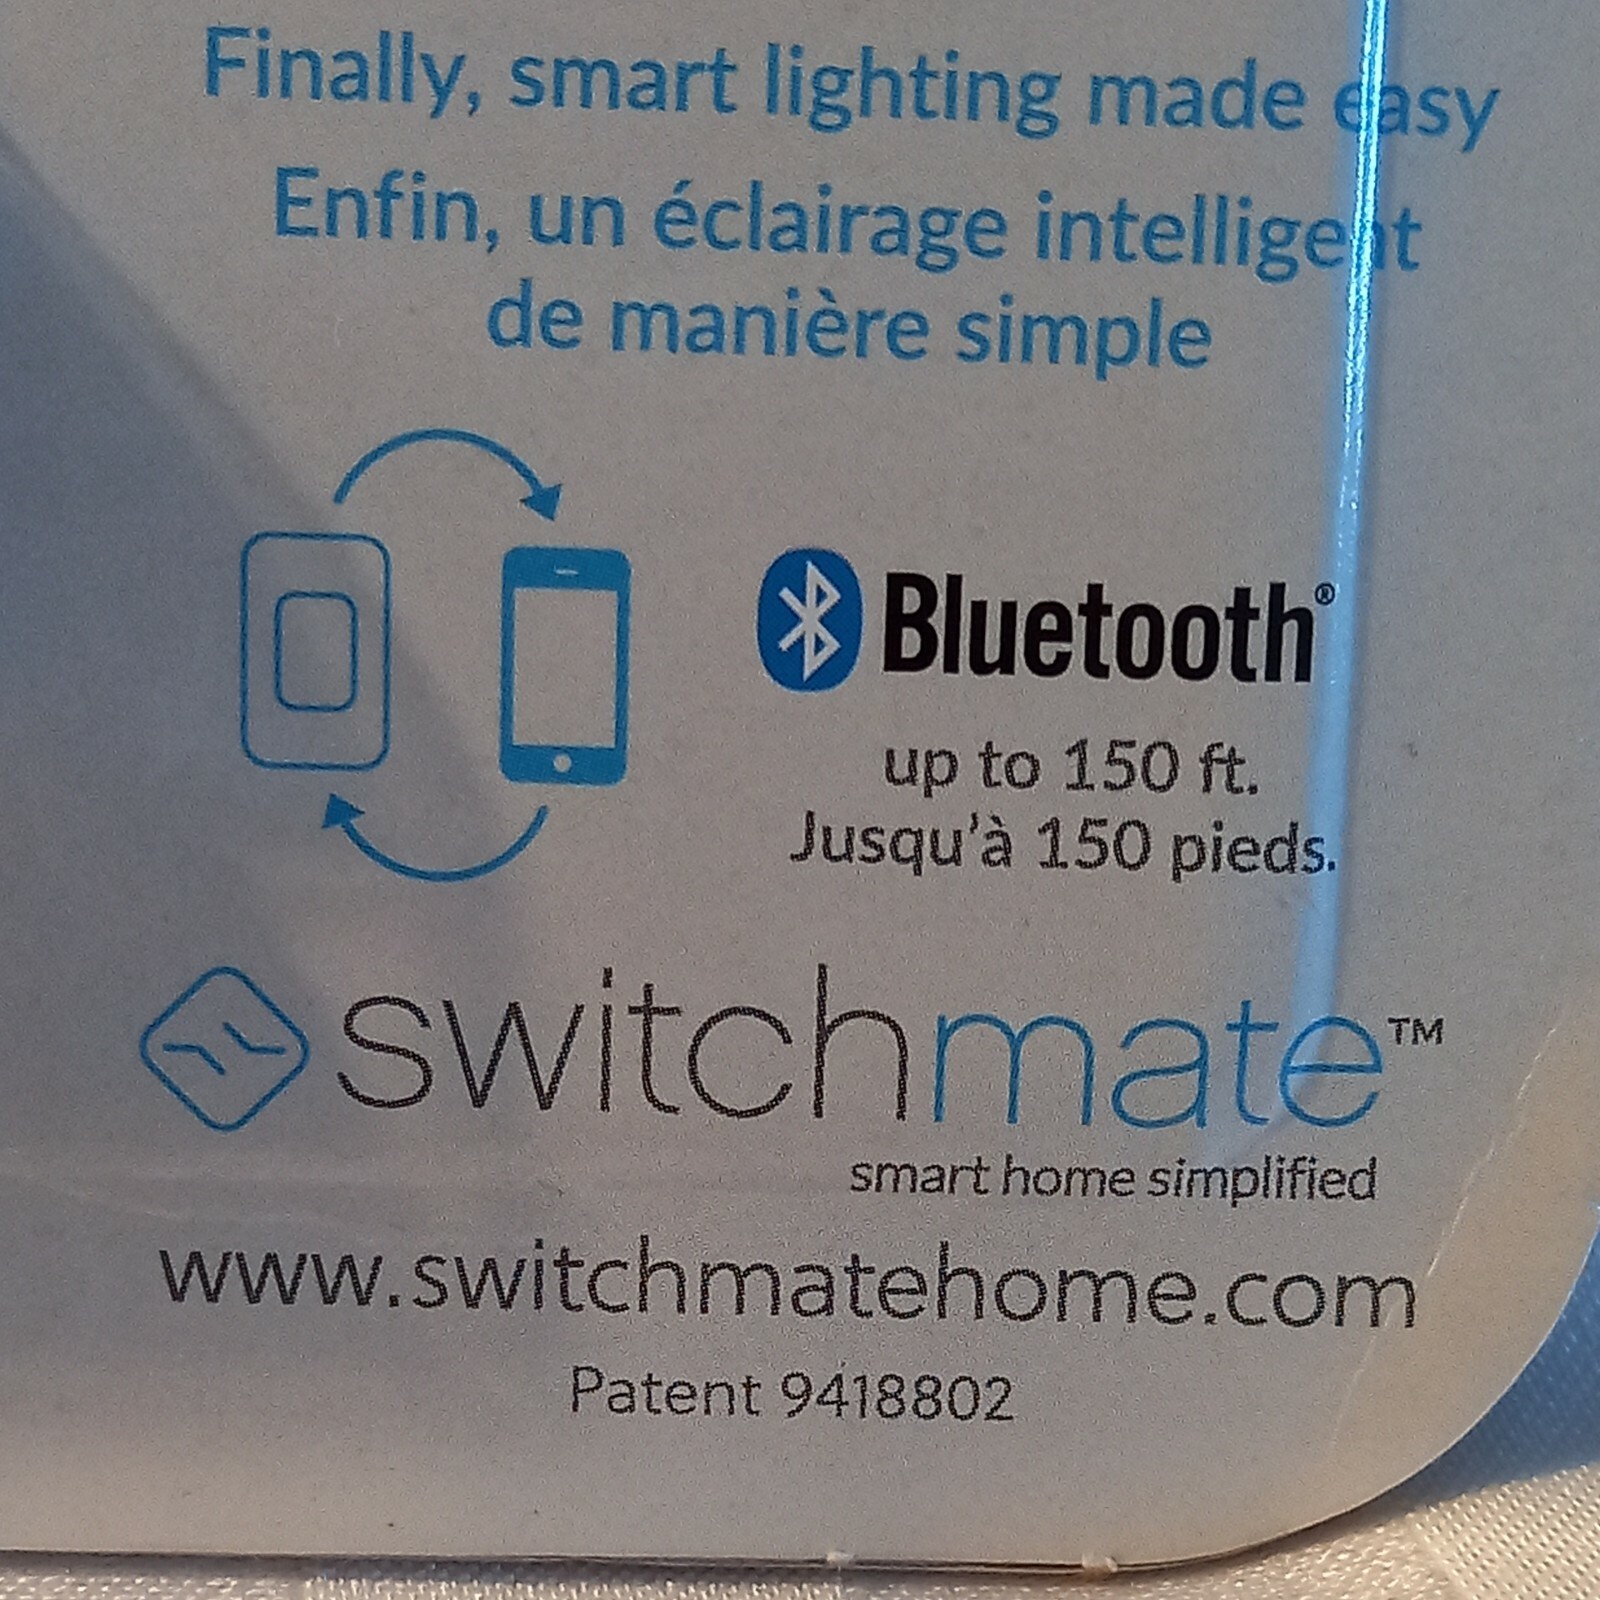 Finally, smart lighting made easy
Enfin, un éclairage intelligent
de manière simple
Bluetooth®
up to 150 ft.
Jusqu'à 150 pieds.
switchmate™
smart home simplified
www.switchmatehome.com
Patent 9418802